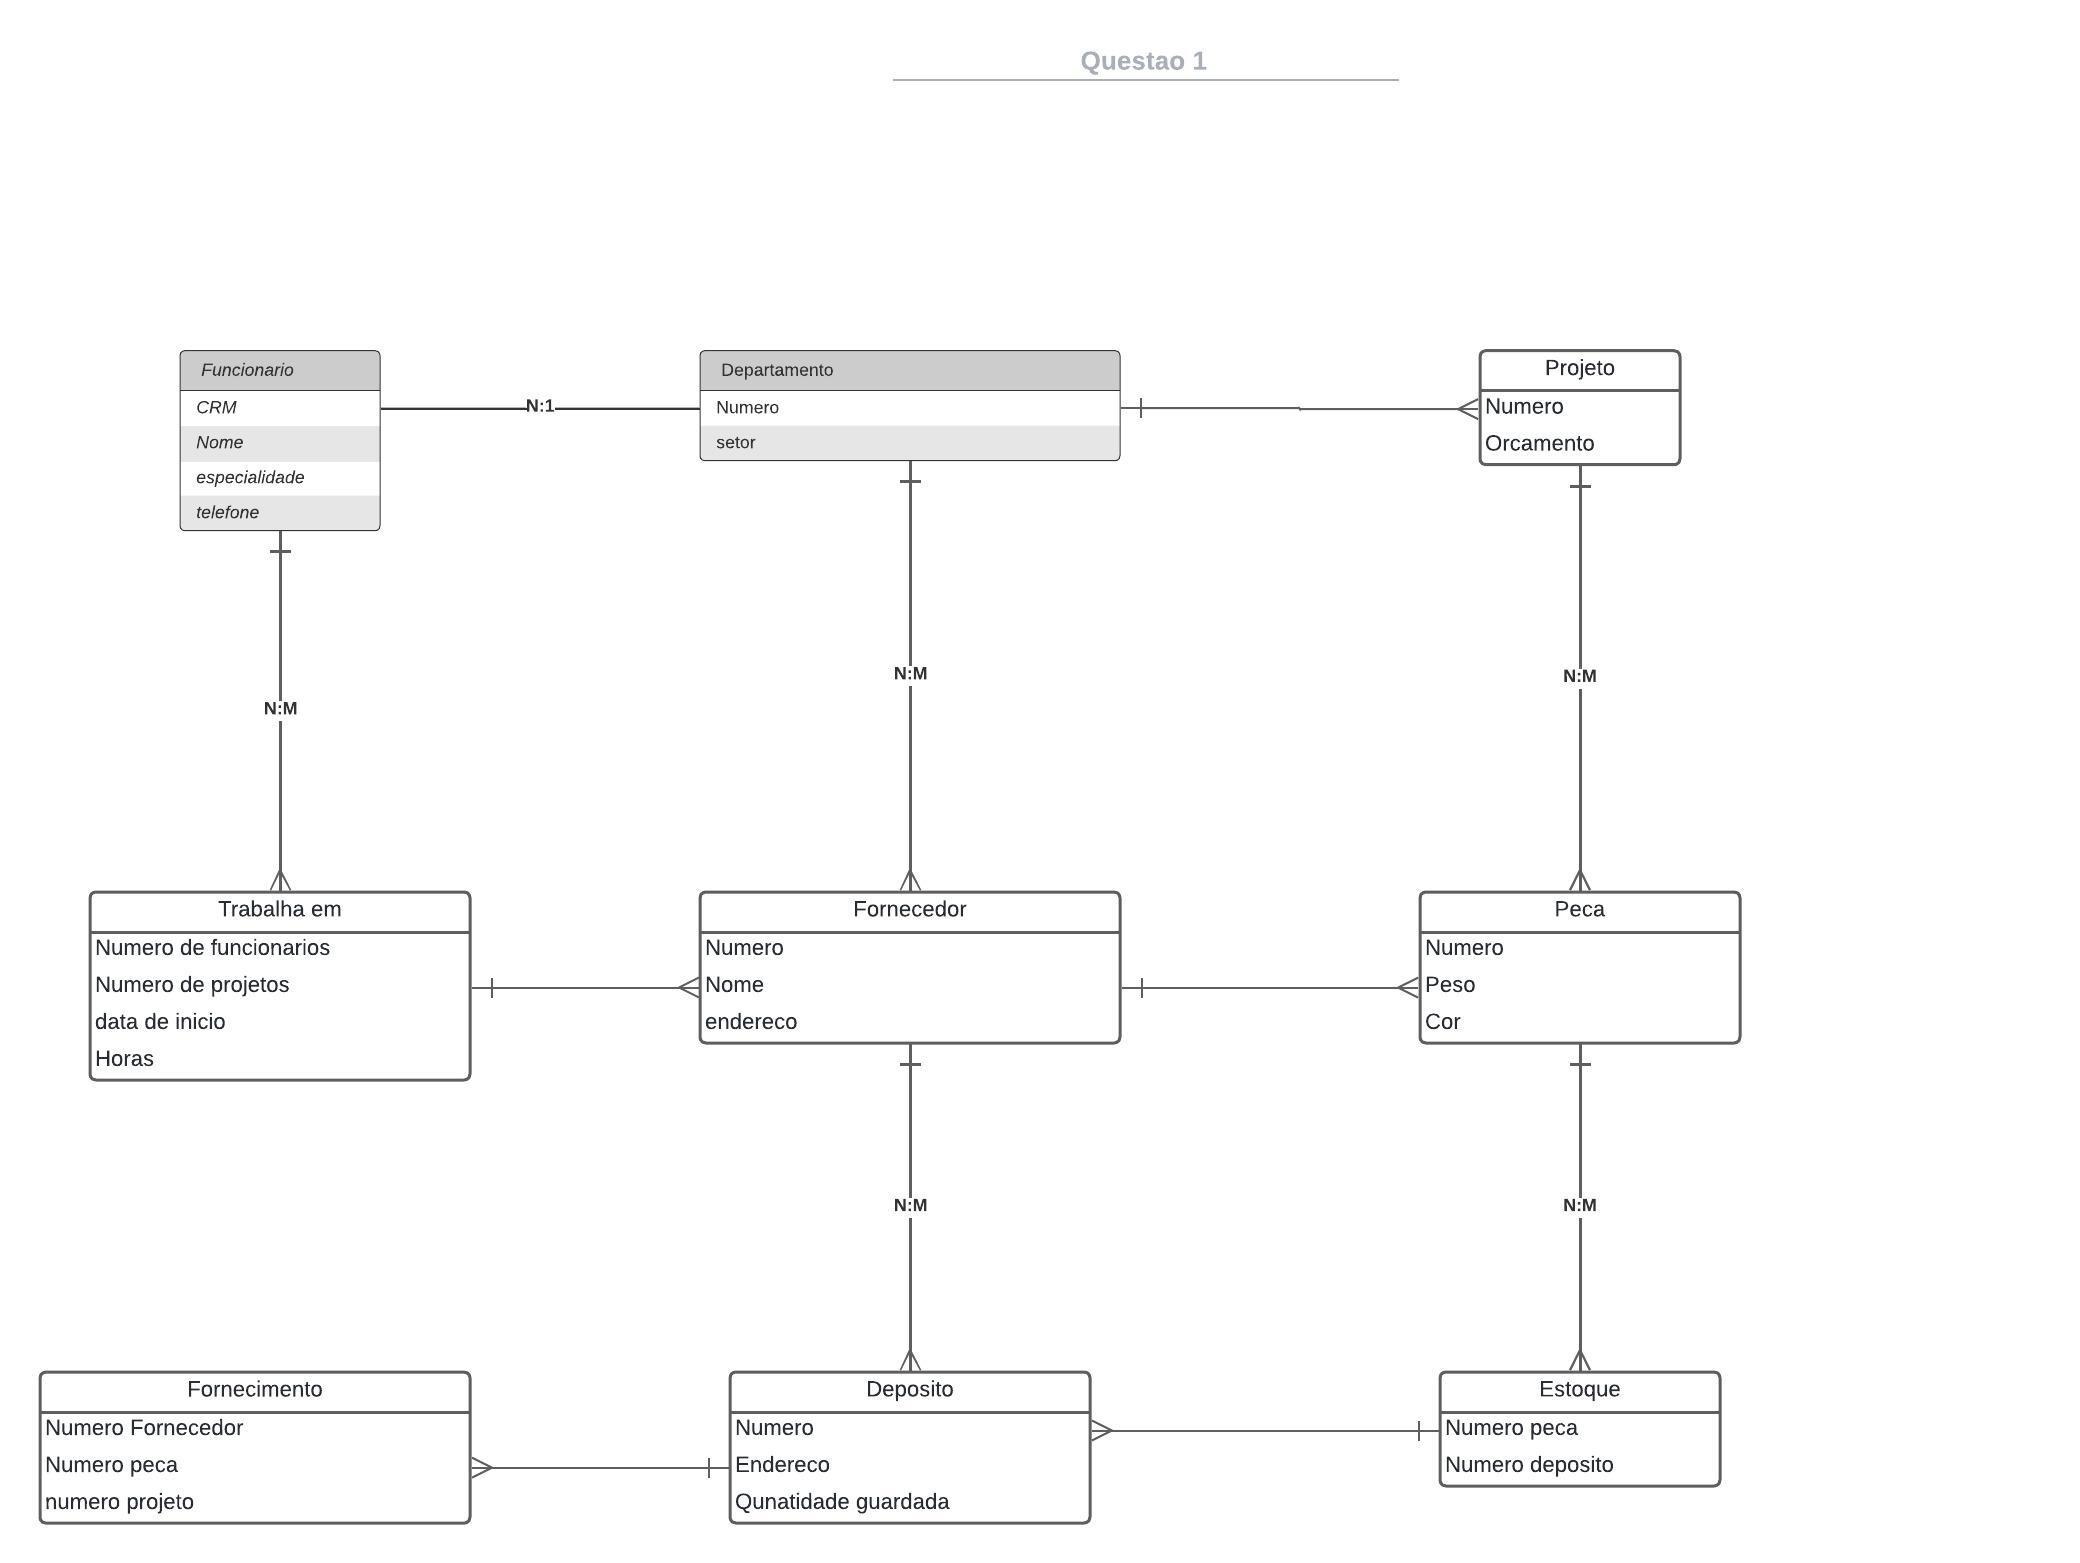 Questao 1
Funcionario
CRM
Nome
especialidade
telefone
N:1
Departamento
Numero
setor
Projeto
Numero
Orcamento
N:M
N:M
N:M
Trabalha em
Numero de funcionarios
Numero de projetos
data de inicio
Horas
Fornecedor
Numero
Nome
endereco
Peca
Numero
Peso
Cor
N:M
N:M
Fornecimento
Numero Fornecedor
Numero peca
numero projeto
Deposito
Numero
Endereco
Qunatidade guardada
Estoque
Numero peca
Numero deposito